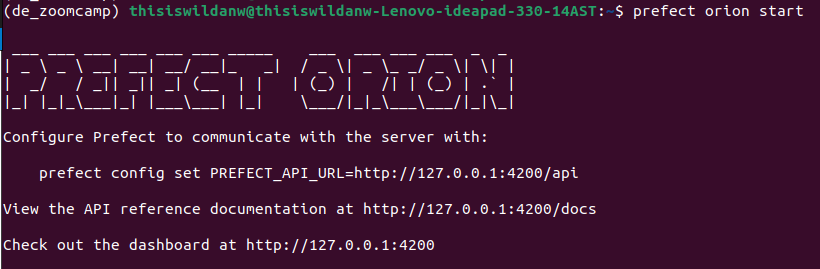 (de_zoomcamp) thisiswildanw@thisiswildanw-Lenovo-ideapad-330-14AST:~$ prefect orion start
PREFECT ORION
Configure Prefect to communicate with the server with:
prefect config set PREFECT_API_URL=http://127.0.0.1:4200/api
View the API reference documentation at http://127.0.0.1:4200/docs
Check out the dashboard at http://127.0.0.1:4200